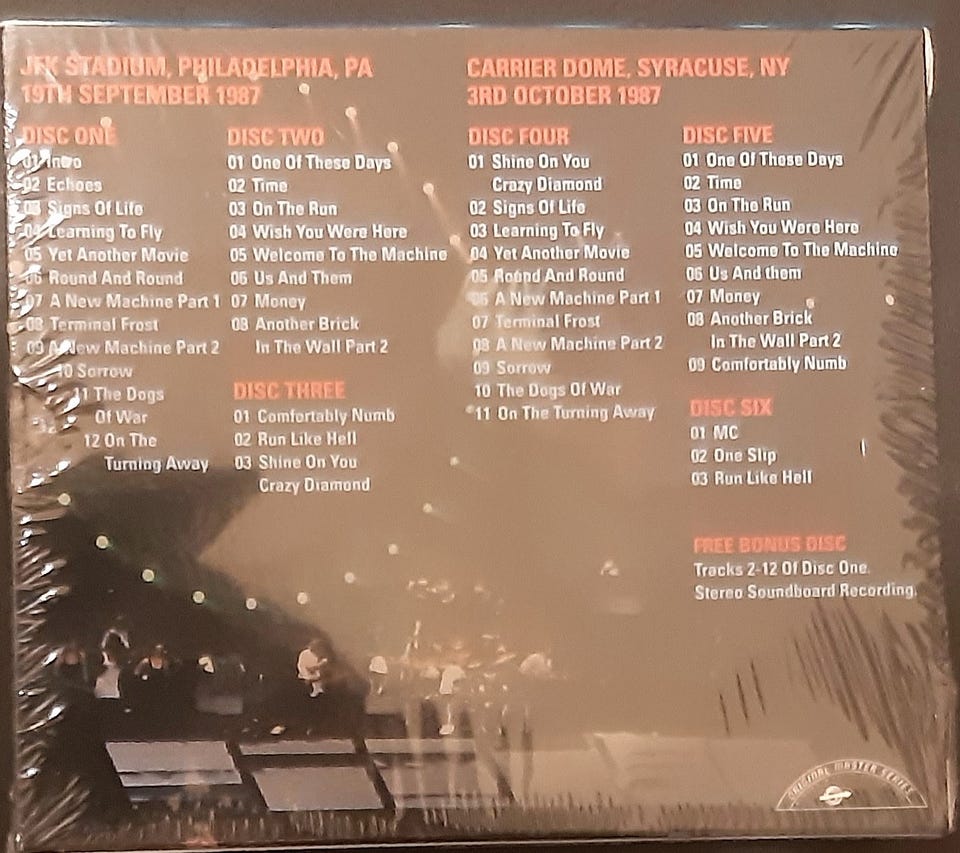 JFK STADIUM, PHILADELPHIA, PA
19TH SEPTEMBER 1987
DISC ONE
01 Intro
02 Echoes
03 Signs Of Life
04 Learning To Fly
05 Yet Another Movie
06 Round And Round
07 A New Machine Part 1
08 Terminal Frost
09 A New Machine Part 2
10 Sorrow
11 The Dogs
Of War
12 On The
Turning Away
DISC TWO
01 One Of These Days
02 Time
03 On The Run
04 Wish You Were Here
05 Welcome To The Machine
06 Us And Them
07 Money
08 Another Brick
In The Wall Part 2
DISC THREE
01 Comfortably Numb
02 Run Like Hell
03 Shine On You
Crazy Diamond
CARRIER DOME, SYRACUSE, NY
3RD OCTOBER 1987
DISC FOUR
01 Shine On You
Crazy Diamond
02 Signs Of Life
03 Learning To Fly
04 Yet Another Movie
05 Round And Round
06 A New Machine Part 1
07 Terminal Frost
08 A New Machine Part 2
09 Sorrow
10 The Dogs Of War
11 On The Turning Away
DISC FIVE
01 One Of These Days
02 Time
03 On The Run
04 Wish You Were Here
05 Welcome To The Machine
06 Us And them
07 Money
08 Another Brick
In The Wall Part 2
09 Comfortably Numb
DISC SIX
01 MC
02 One Slip
03 Run Like Hell
FREE BONUS DISC
Tracks 2-12 Of Disc One.
Stereo Soundboard Recording.
ORIGINAL MASTER SERIES